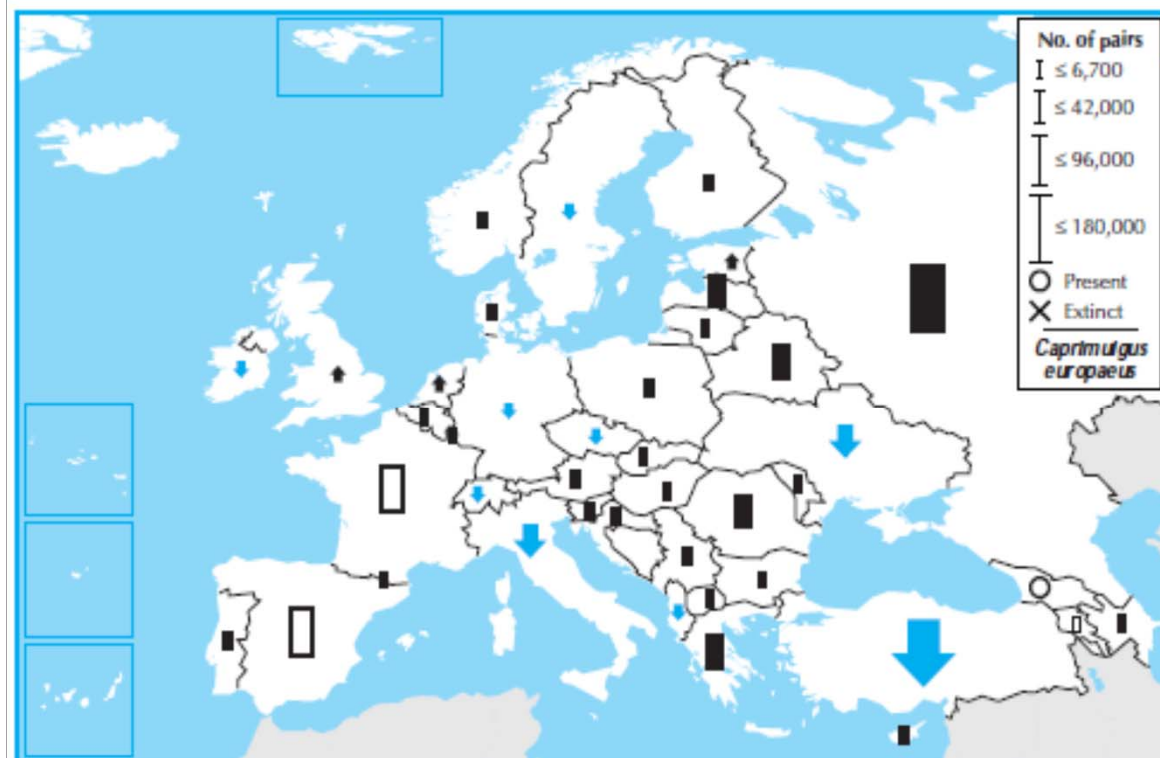 No. of pairs
≤ 6,700
≤ 42,000
≤ 96,000
≤ 180,000
Present
Extinct
Caprimulgus
europaeus